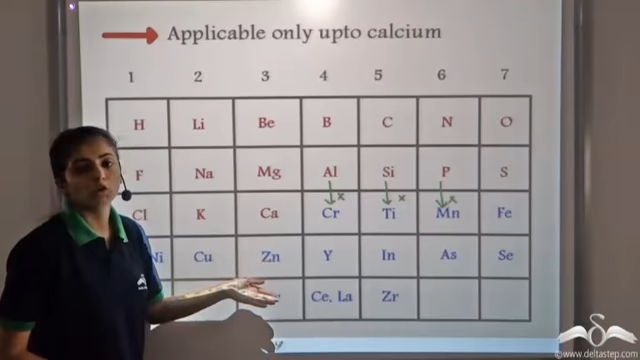 Applicable only upto calcium
1 2 3 4 5 6 7
H Li Be B C N O
F Na Mg Al Si P S
Cl K Ca Cr Ti Mn Fe
Ni Cu Zn Y In As Se
Ce, La Zr
©www.deltastep.com